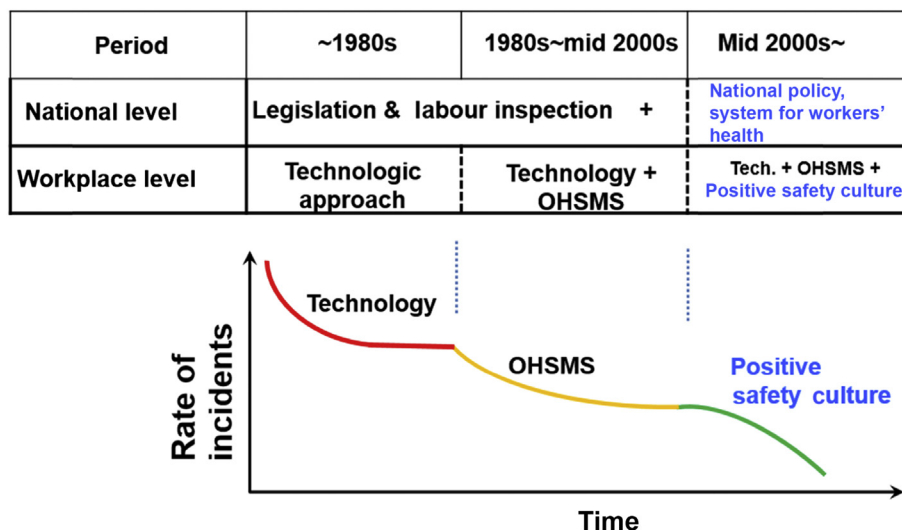 Period ~1980s 1980s~mid 2000s Mid 2000s~
National level Legislation & labour inspection +
National policy,
system for workers'
health
Workplace level
Technologic
approach
Technology +
OHSMS
Tech. + OHSMS +
Positive safety culture
Technology
OHSMS
Positive
safety culture
Rate of
incidents
Time